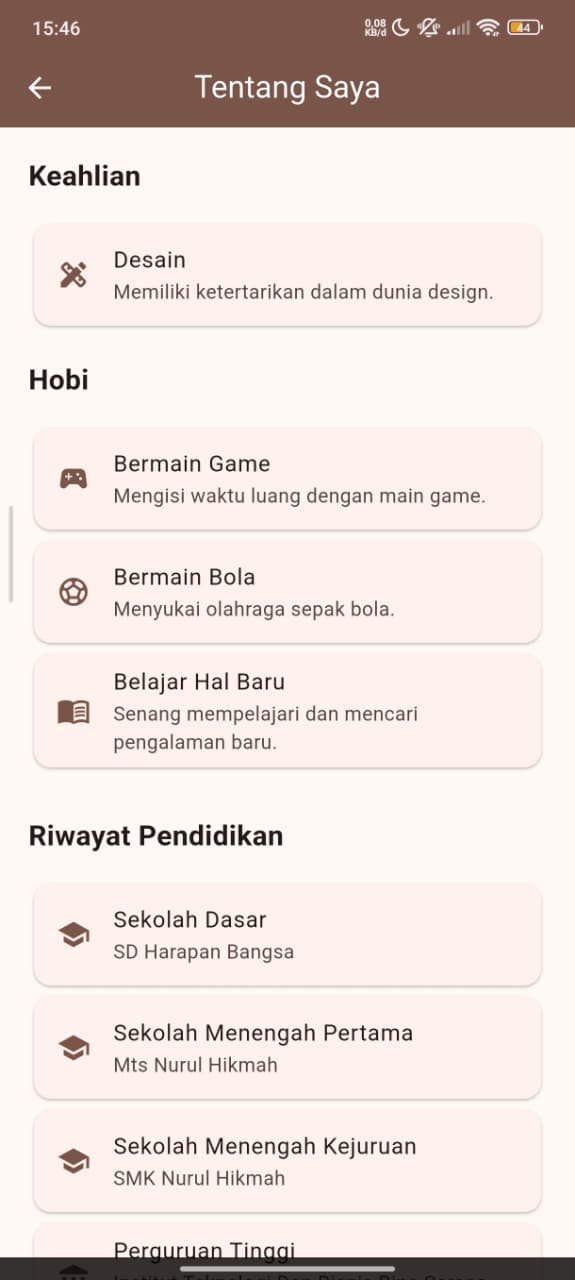 15:46
0,08
KB/d
44
Tentang Saya
Keahlian
Desain
Memiliki ketertarikan dalam dunia design.
Hobi
Bermain Game
Mengisi waktu luang dengan main game.
Bermain Bola
Menyukai olahraga sepak bola.
Belajar Hal Baru
Senang mempelajari dan mencari
pengalaman baru.
Riwayat Pendidikan
Sekolah Dasar
SD Harapan Bangsa
Sekolah Menengah Pertama
Mts Nurul Hikmah
Sekolah Menengah Kejuruan
SMK Nurul Hikmah
Perguruan Tinggi